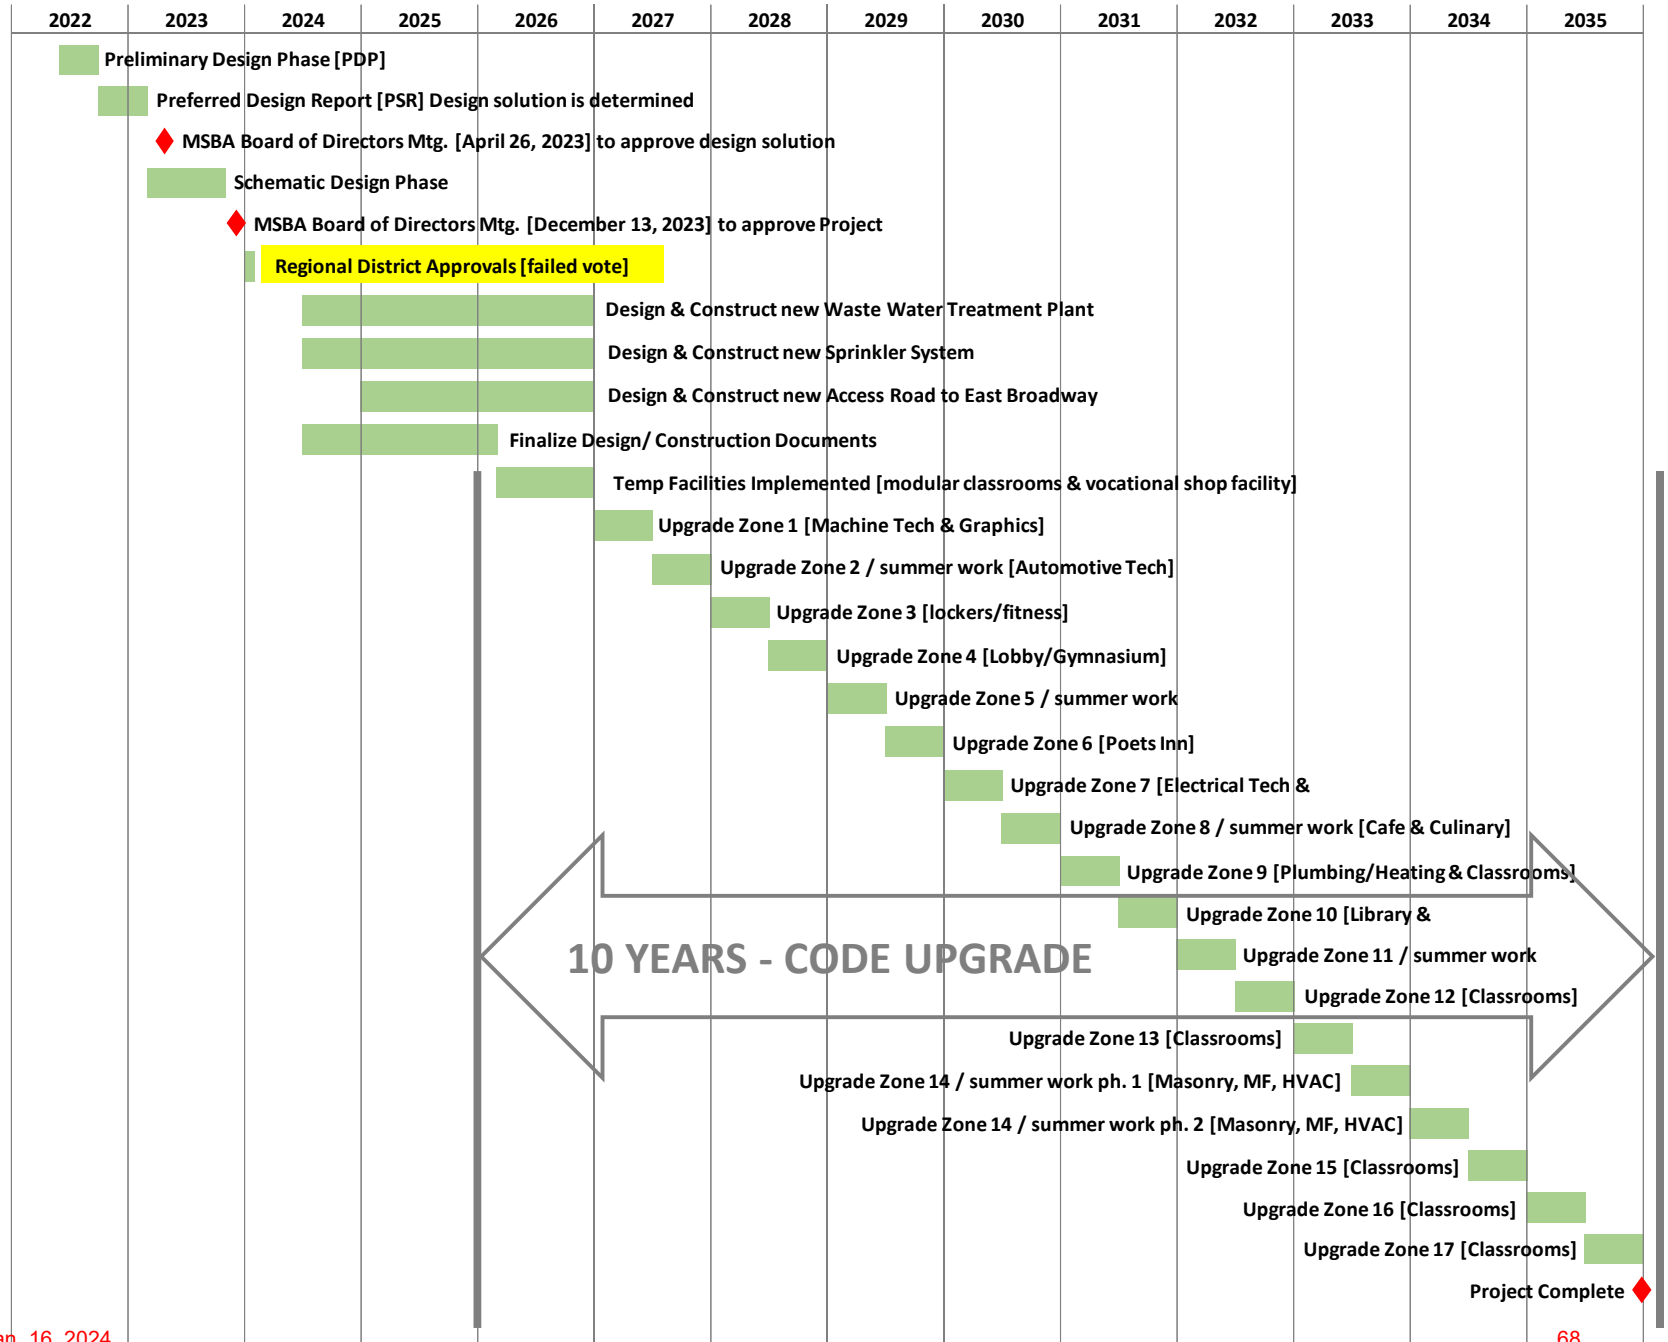 2022 2023 2024 2025 2026 2027 2028 2029 2030 2031 2032 2033 2034 2035
Preliminary Design Phase [PDP]
Preferred Design Report [PSR] Design solution is determined
MSBA Board of Directors Mtg. [April 26, 2023] to approve design solution
Schematic Design Phase
MSBA Board of Directors Mtg. [December 13, 2023] to approve Project
Regional District Approvals [failed vote]
Design & Construct new Waste Water Treatment Plant
Design & Construct new Sprinkler System
Design & Construct new Access Road to East Broadway
Finalize Design/ Construction Documents
Temp Facilities Implemented [modular classrooms & vocational shop facility]
Upgrade Zone 1 [Machine Tech & Graphics]
Upgrade Zone 2 / summer work [Automotive Tech]
Upgrade Zone 3 [lockers/fitness]
Upgrade Zone 4 [Lobby/Gymnasium]
Upgrade Zone 5 / summer work
Upgrade Zone 6 [Poets Inn]
Upgrade Zone 7 [Electrical Tech &
Upgrade Zone 8 / summer work [Cafe & Culinary]
Upgrade Zone 9 [Plumbing/Heating & Classrooms]
Upgrade Zone 10 [Library &
10 YEARS - CODE UPGRADE
Upgrade Zone 11 / summer work
Upgrade Zone 12 [Classrooms]
Upgrade Zone 13 [Classrooms]
Upgrade Zone 14 / summer work ph. 1 [Masonry, MF, HVAC]
Upgrade Zone 14 / summer work ph. 2 [Masonry, MF, HVAC]
Upgrade Zone 15 [Classrooms]
Upgrade Zone 16 [Classrooms]
Upgrade Zone 17 [Classrooms]
Project Complete
16, 2024
68